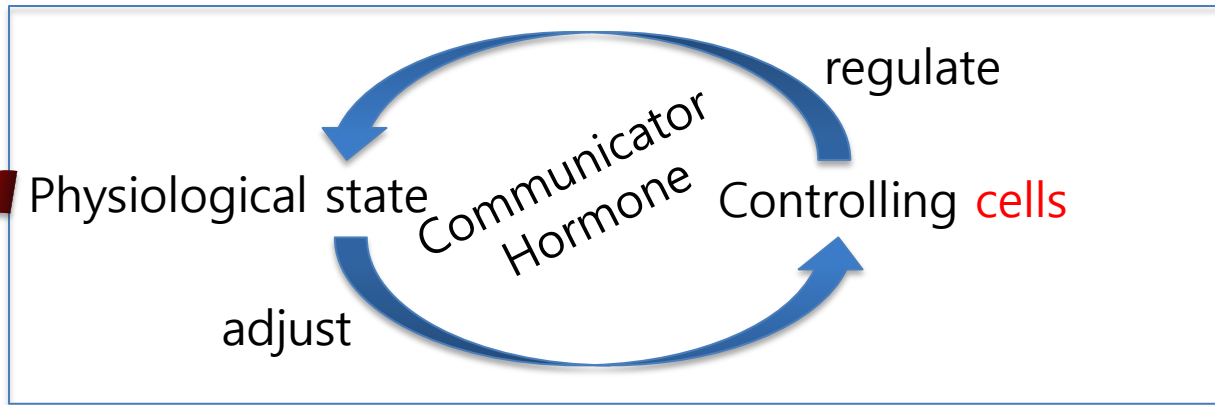 regulate
Communicator
Hormone
Physiological state
Controlling cells
adjust